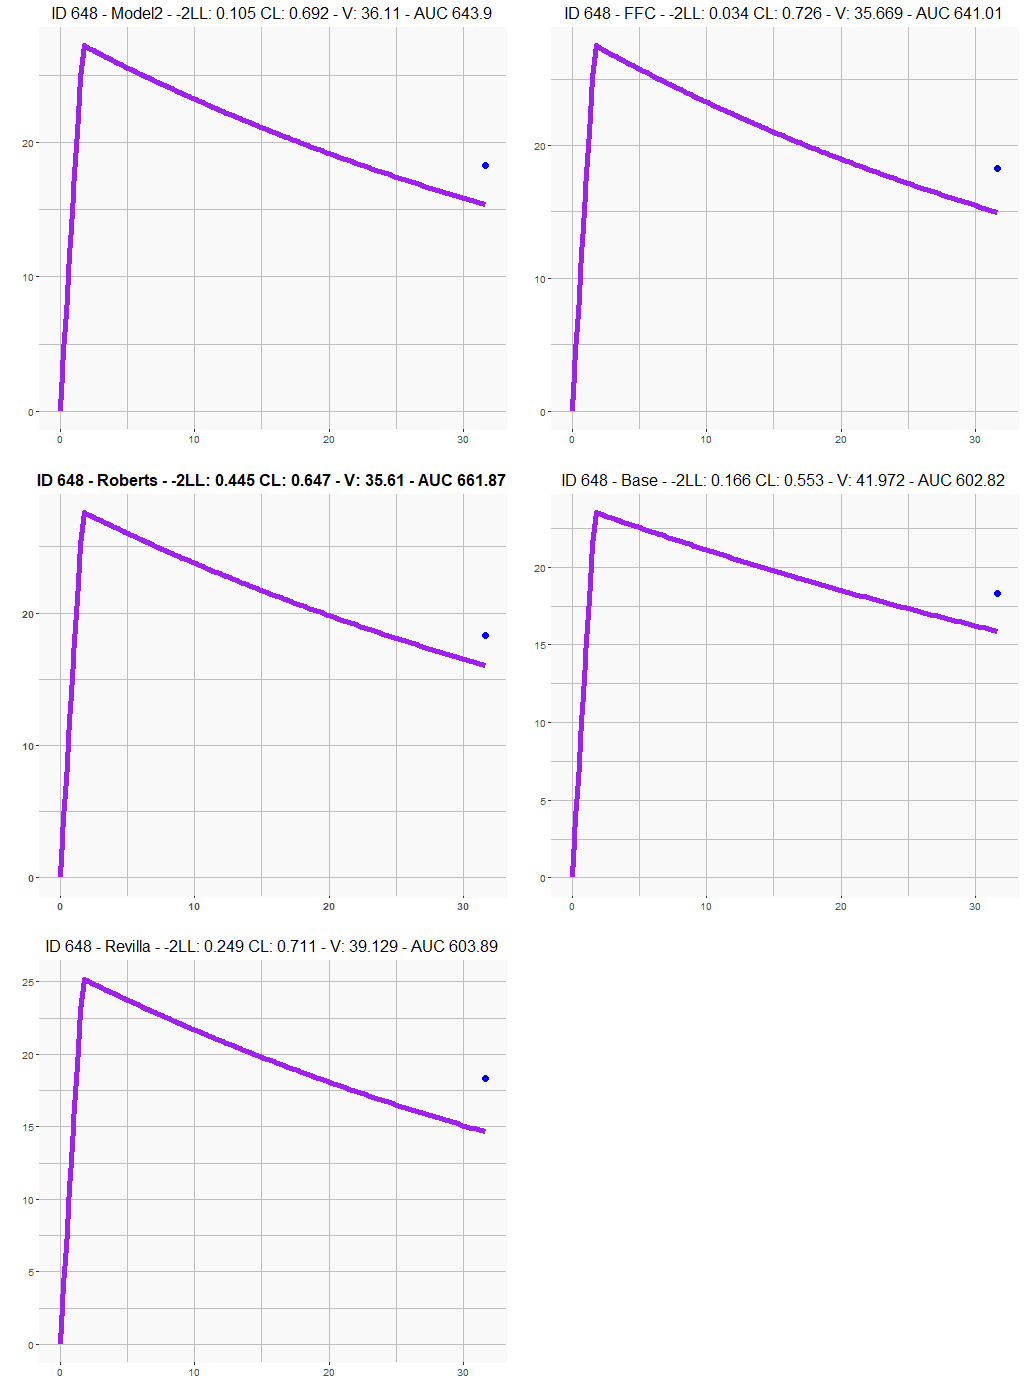 ID 648 - Model2 - -2LL: 0.105 CL: 0.692 - V: 36.11 - AUC 643.9
20
10
0
0 10 20 30
ID 648 - FFC - -2LL: 0.034 CL: 0.726 - V: 35.669 - AUC 641.01
20
10
0
0 10 20 30
ID 648 - Roberts - -2LL: 0.445 CL: 0.647 - V: 35.61 - AUC 661.87
20
10
0
0 10 20 30
ID 648 - Base - -2LL: 0.166 CL: 0.553 - V: 41.972 - AUC 602.82
20
15
10
5
0
0 10 20 30
ID 648 - Revilla - -2LL: 0.249 CL: 0.711 - V: 39.129 - AUC 603.89
25
20
15
10
5
0
0 10 20 30